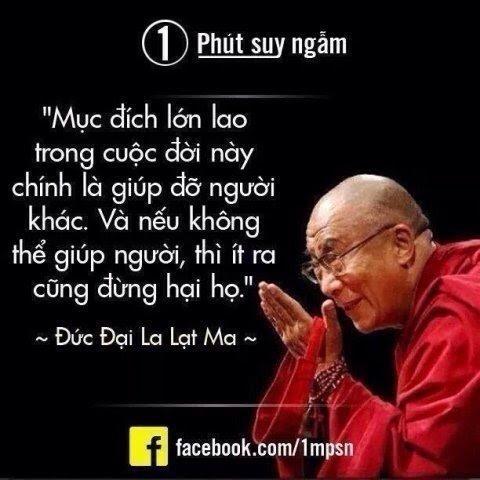 1 Phút suy ngẫm
"Mục đích lớn lao
trong cuộc đời này
chính là giúp đỡ người
khác. Và nếu không
thể giúp người, thì ít ra
cũng đừng hại họ."
~ Đức Đại La Lạt Ma ~
f facebook.com/1mpsn